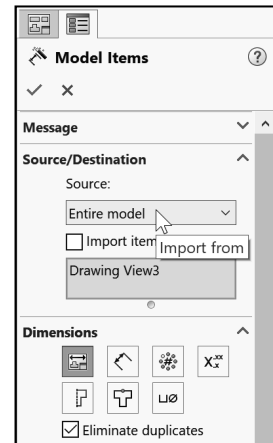 Model Items
Message
Source/Destination
Source:
Entire model
Import item
Import from
Drawing View3
Dimensions
Eliminate duplicates